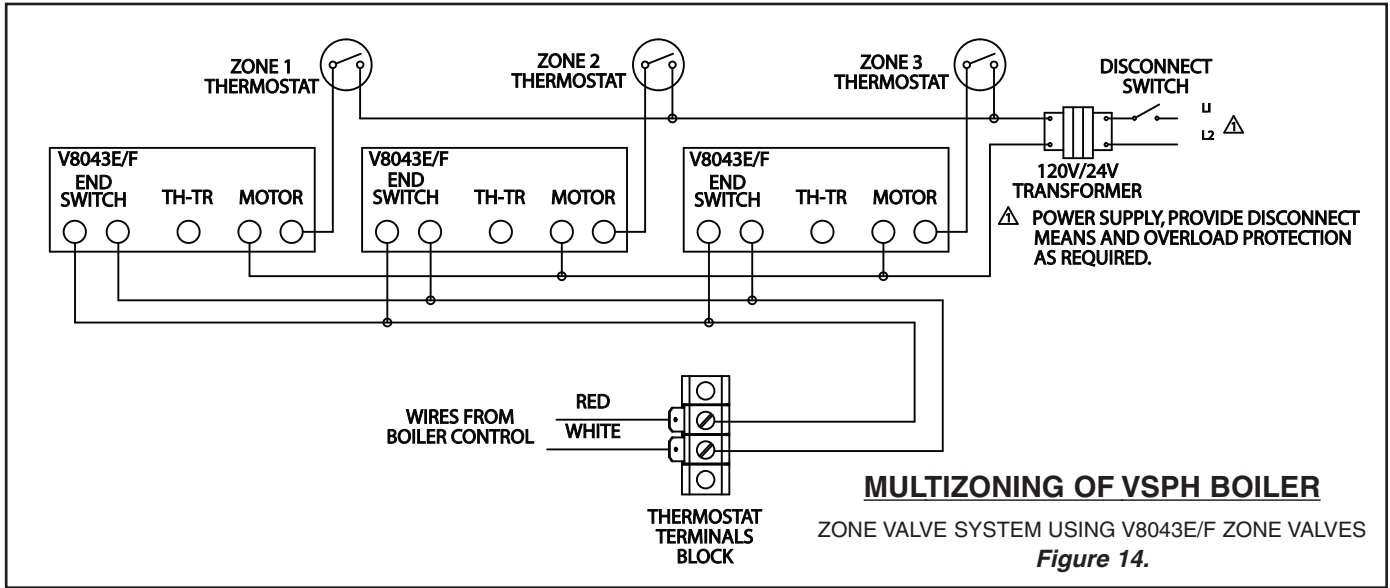 ZONE 1
THERMOSTAT
ZONE 2
THERMOSTAT
ZONE 3
THERMOSTAT
DISCONNECT
SWITCH
L1
L2
1
120V/24V
TRANSFORMER
1 POWER SUPPLY, PROVIDE DISCONNECT
MEANS AND OVERLOAD PROTECTION
AS REQUIRED.
V8043E/F
END
SWITCH TH-TR MOTOR
V8043E/F
END
SWITCH TH-TR MOTOR
V8043E/F
END
SWITCH TH-TR MOTOR
WIRES FROM
BOILER CONTROL
RED
WHITE
THERMOSTAT
TERMINALS
BLOCK
MULTIZONING OF VSPH BOILER
ZONE VALVE SYSTEM USING V8043E/F ZONE VALVES
Figure 14.